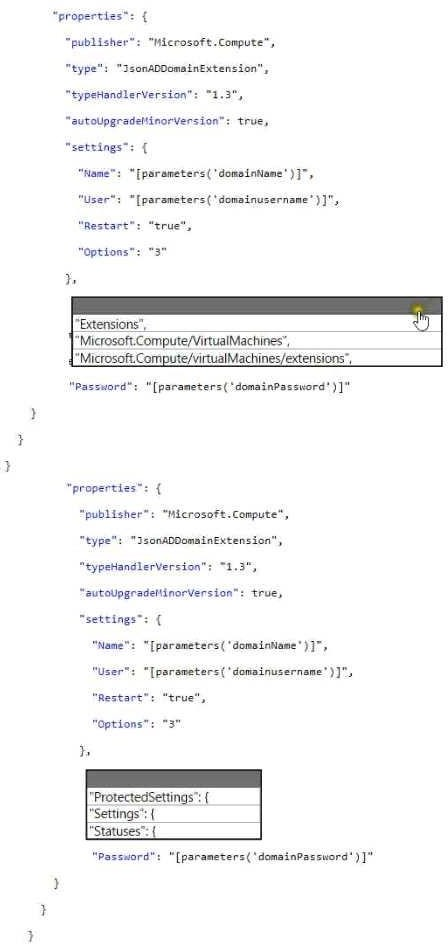 "properties": {
"publisher": "Microsoft.Compute",
"type": "JsonADDomainExtension",
"typeHandlerVersion": "1.3",
"autoUpgradeMinorVersion": true,
"settings": {
"Name": "[parameters('domainName')]",
"User": "[parameters('domainusername')]",
"Restart": "true",
"Options": "3"
},
"Extensions",
"Microsoft.Compute/VirtualMachines",
"Microsoft.Compute/virtualMachines/extensions",
"Password": "[parameters('domainPassword')]"
}
}
}
"properties": {
"publisher": "Microsoft.Compute",
"type": "JsonADDomainExtension",
"typeHandlerVersion": "1.3",
"autoUpgradeMinorVersion": true,
"settings": {
"Name": "[parameters('domainName')]",
"User": "[parameters('domainusername')]",
"Restart": "true",
"Options": "3"
},
"ProtectedSettings": {
"Settings": {
"Statuses": {
"Password": "[parameters('domainPassword')]"
}
}
}